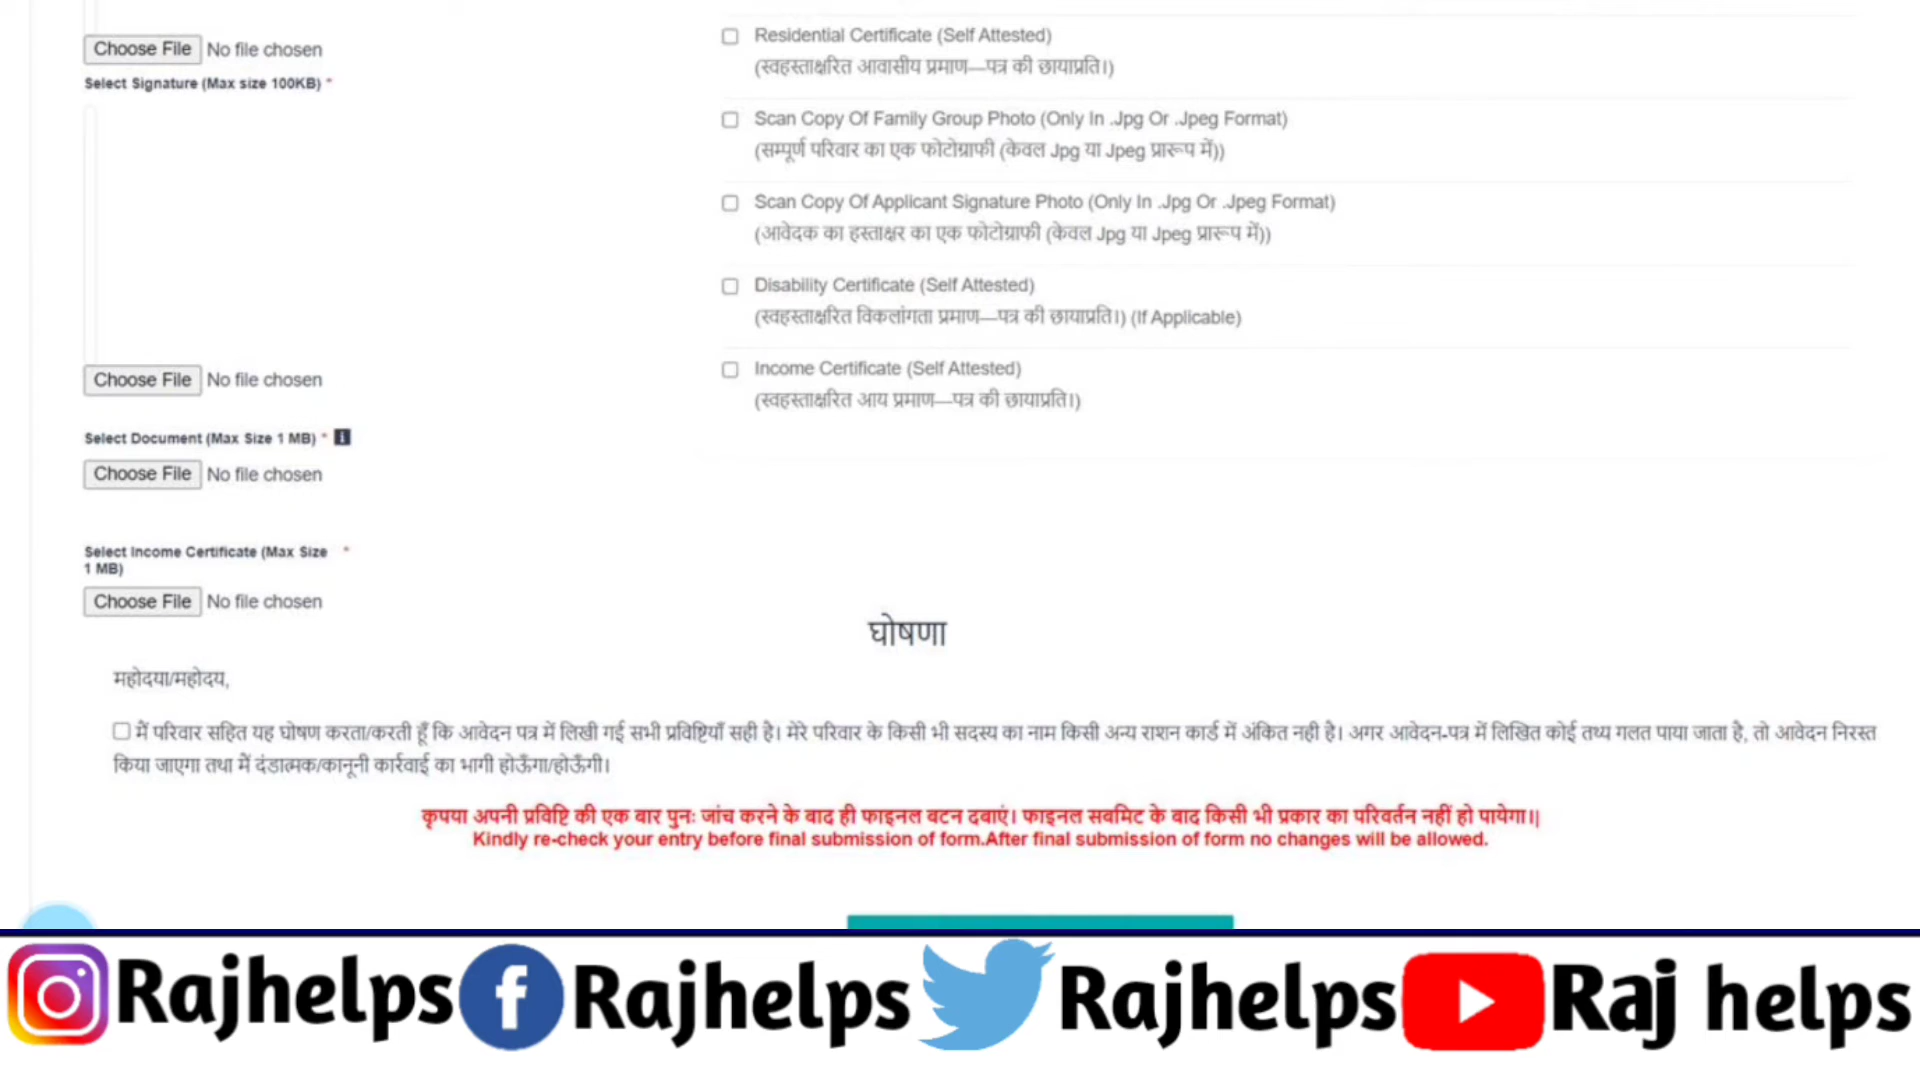 Choose File No file chosen
Select Signature (Max size 100KB) *
Choose File No file chosen
Select Document (Max Size 1 MB) * i
Choose File No file chosen
Select Income Certificate (Max Size *
1 MB)
Choose File No file chosen
Residential Certificate (Self Attested)
(स्वहस्ताक्षरित आवासीय प्रमाण—पत्र की छायाप्रति।)
Scan Copy Of Family Group Photo (Only In .Jpg Or .Jpeg Format)
(सम्पूर्ण परिवार का एक फोटोग्राफी (केवल Jpg या Jpeg प्रारूप में))
Scan Copy Of Applicant Signature Photo (Only In .Jpg Or .Jpeg Format)
(आवेदक का हस्ताक्षर का एक फोटोग्राफी (केवल Jpg या Jpeg प्रारूप में))
Disability Certificate (Self Attested)
(स्वहस्ताक्षरित विकलांगता प्रमाण—पत्र की छायाप्रति।) (If Applicable)
Income Certificate (Self Attested)
(स्वहस्ताक्षरित आय प्रमाण—पत्र की छायाप्रति।)
घोषणा
महोदया/महोदय,
मैं परिवार सहित यह घोषण करता/करती हूँ कि आवेदन पत्र में लिखी गई सभी प्रविष्टियाँ सही है। मेरे परिवार के किसी भी सदस्य का नाम किसी अन्य राशन कार्ड में अंकित नही है। अगर आवेदन-पत्र में लिखित कोई तथ्य गलत पाया जाता है, तो आवेदन निरस्त
किया जाएगा तथा मैं दंडात्मक/कानूनी कार्रवाई का भागी होऊँगा/होऊँगी।
कृपया अपनी प्रविष्टि की एक बार पुनः जांच करने के बाद ही फाइनल बटन दबाएं। फाइनल सबमिट के बाद किसी भी प्रकार का परिवर्तन नहीं हो पायेगा।|
Kindly re-check your entry before final submission of form.After final submission of form no changes will be allowed.
Rajhelps Rajhelps Rajhelps Raj helps